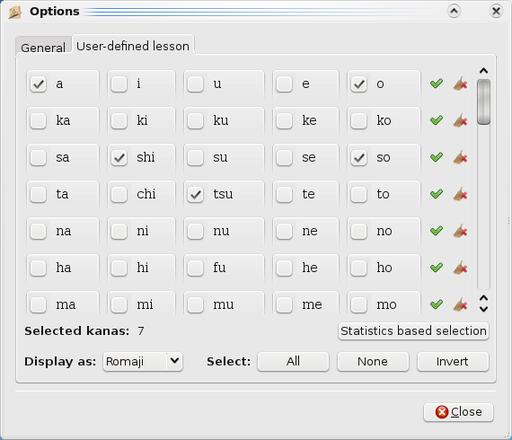 Options
General
User-defined lesson
a i u e o
ka ki ku ke ko
sa shi su se so
ta chi tsu te to
na ni nu ne no
ha hi fu he ho
ma mi mu me mo
Selected kanas: 7
Statistics based selection
Display as: Romaji Select: All None Invert
Close